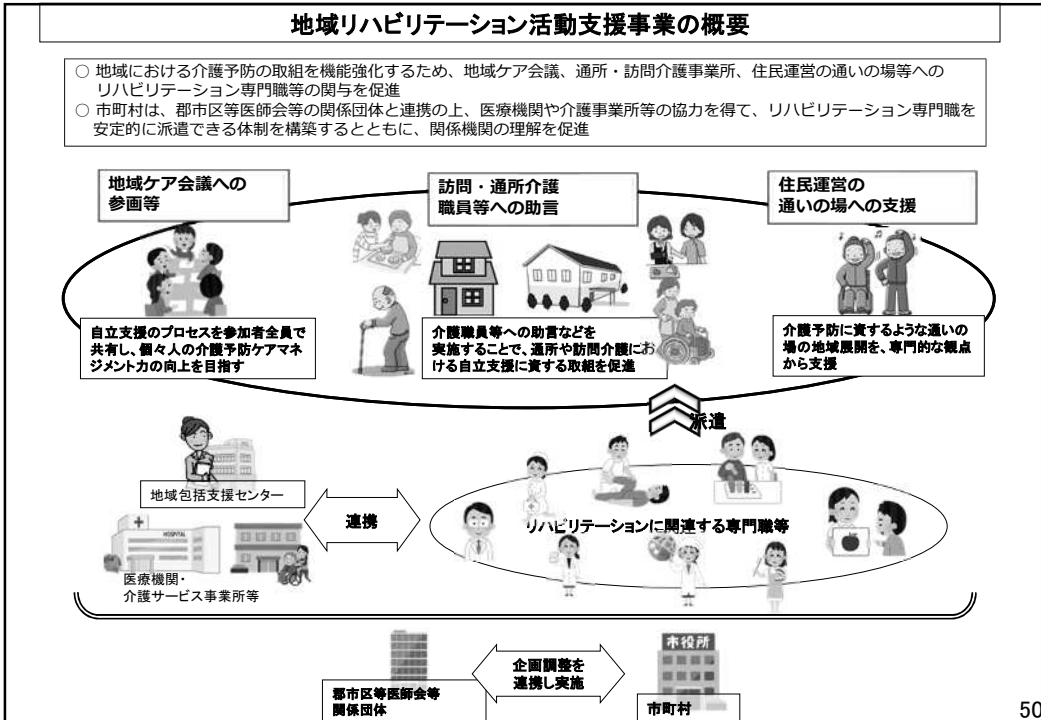 地域リハビリテーション活動支援事業の概要
○ 地域における介護予防の取組を機能強化するため、地域ケア会議、通所・訪問介護事業所、住民運営の通いの場等への
リハビリテーション専門職等の関与を促進
○ 市町村は、郡市区等医師会等の関係団体と連携の上、医療機関や介護事業所等の協力を得て、リハビリテーション専門職を
安定的に派遣できる体制を構築するとともに、関係機関の理解を促進
地域ケア会議への
参画等
訪問・通所介護
職員等への助言
住民運営の
通いの場への支援
自立支援のプロセスを参加者全員で
共有し、個々人の介護予防ケアマネ
ジメント力の向上を目指す
介護職員等への助言などを
実施することで、通所や訪問介護にお
ける自立支援に資する取組を促進
介護予防に資するような通いの
場の地域展開を、専門的な観点
から支援
派遣
地域包括支援センター
連携
リハビリテーションに関連する専門職等
HOSPITAL
医療機関・
介護サービス事業所等
企画調整を
連携し実施
市役所
郡市区等医師会等
関係団体
市町村
50